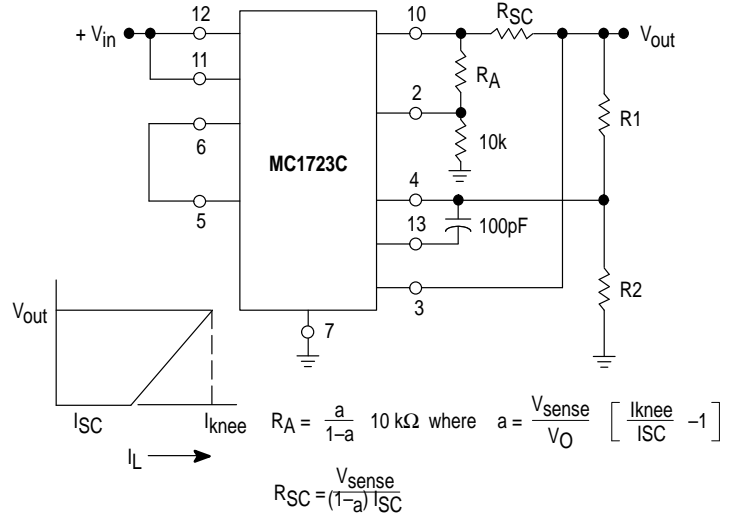 12
10
RSC
+ Vin
Vout
11
RA
R1
2
6
10k
MC1723C
4
13
100pF
5
R2
3
Vout
7
ISC
Iknee
IL
RA = a/1–a 10 kΩ where a = Vsense/VO [ Iknee/ISC –1 ]
RSC = Vsense/(1–a) ISC